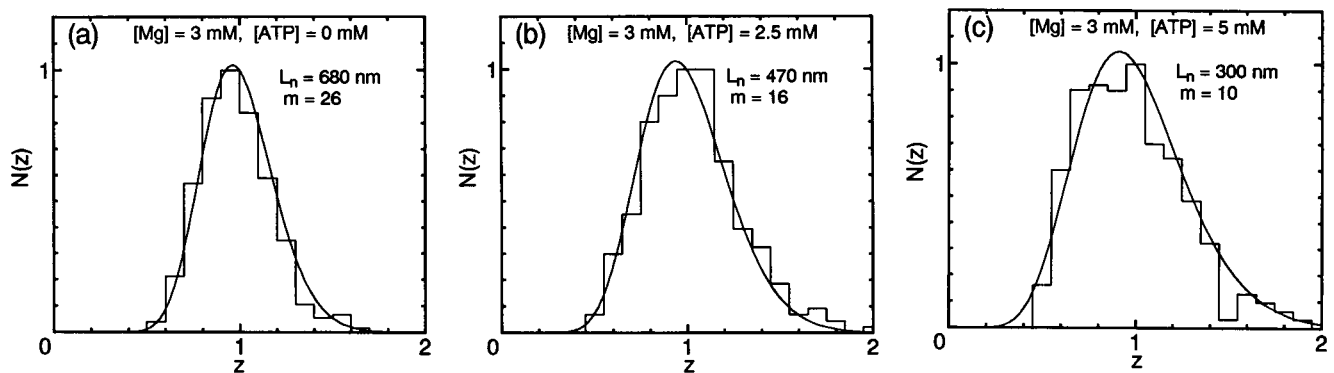 (a)
[Mg] = 3 mM, [ATP] = 0 mM
L_n = 680 nm
m = 26
1
N(z)
0
1
2
z
(b)
[Mg] = 3 mM, [ATP] = 2.5 mM
L_n = 470 nm
m = 16
1
N(z)
0
1
2
z
(c)
[Mg] = 3 mM, [ATP] = 5 mM
L_n = 300 nm
m = 10
1
N(z)
0
1
2
z